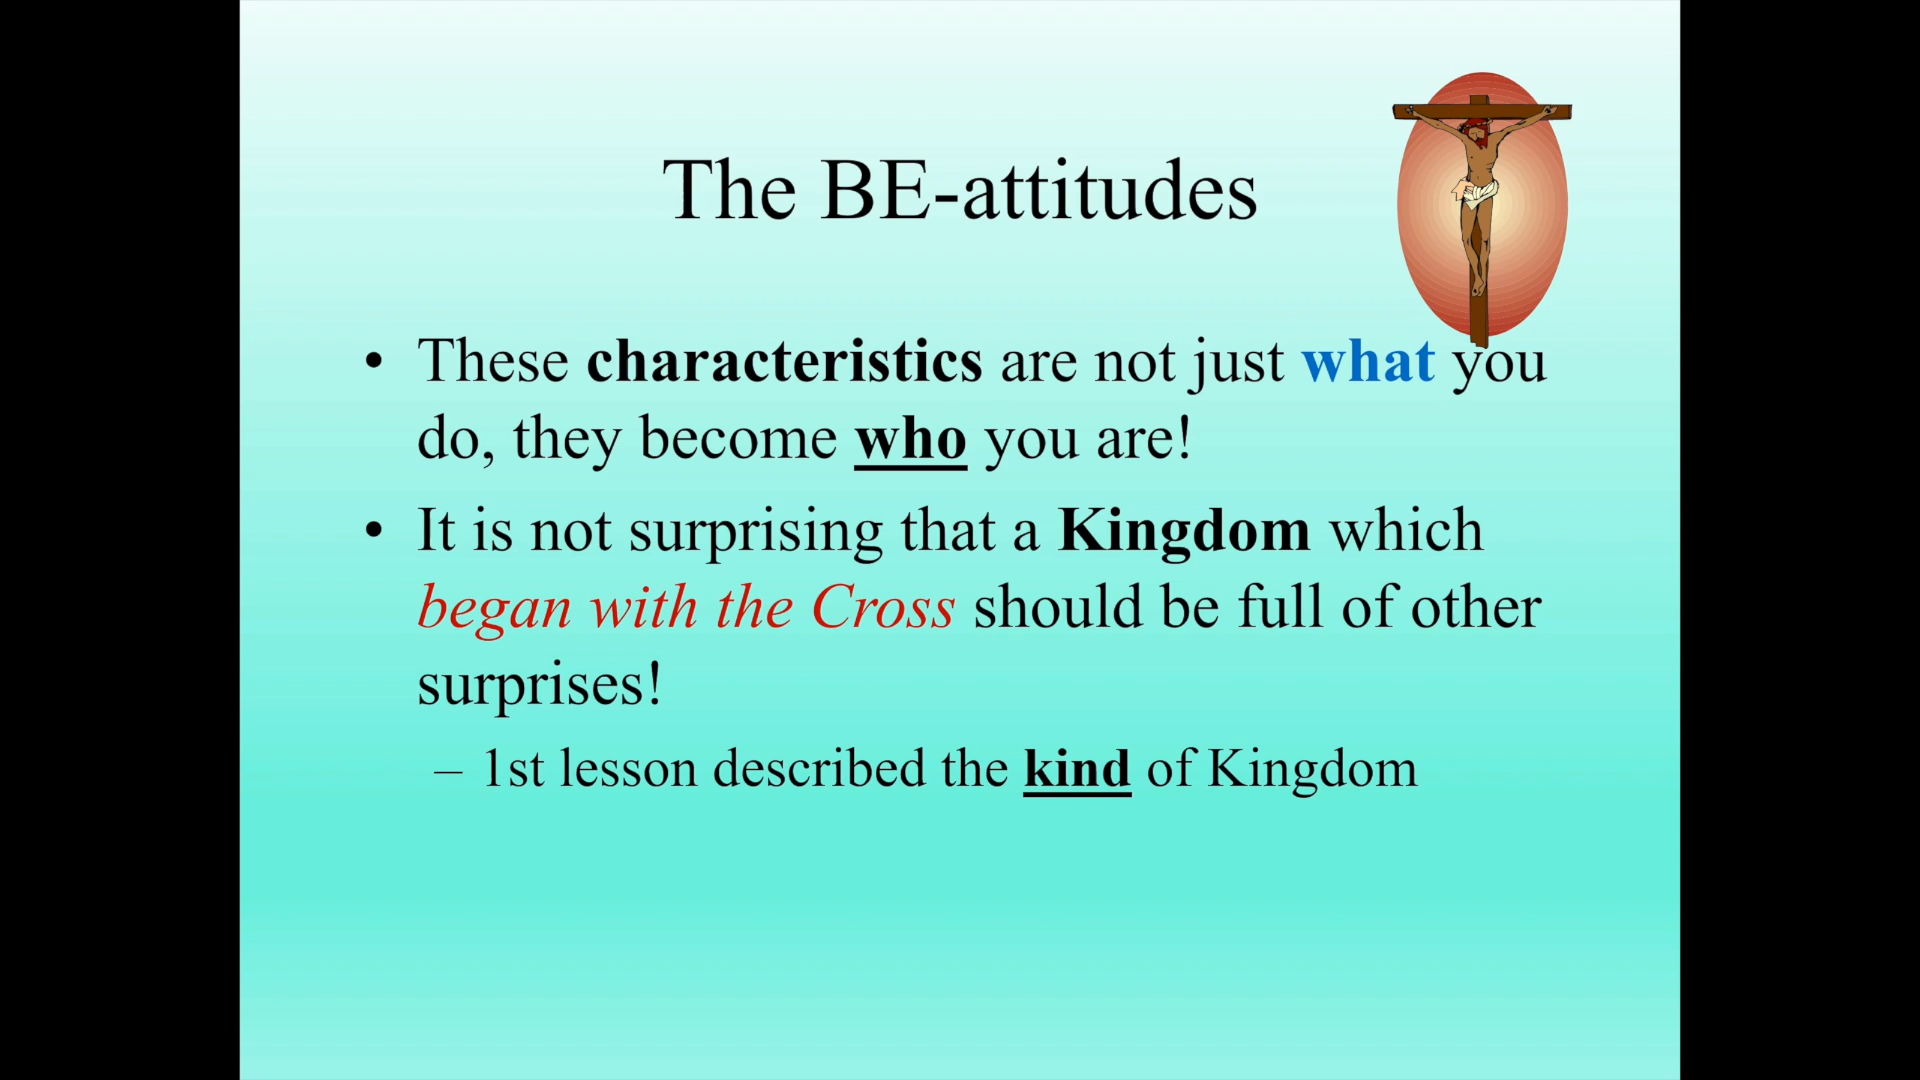 The BE-attitudes
• These characteristics are not just what you
do, they become who you are!
• It is not surprising that a Kingdom which
began with the Cross should be full of other
surprises!
– 1st lesson described the kind of Kingdom